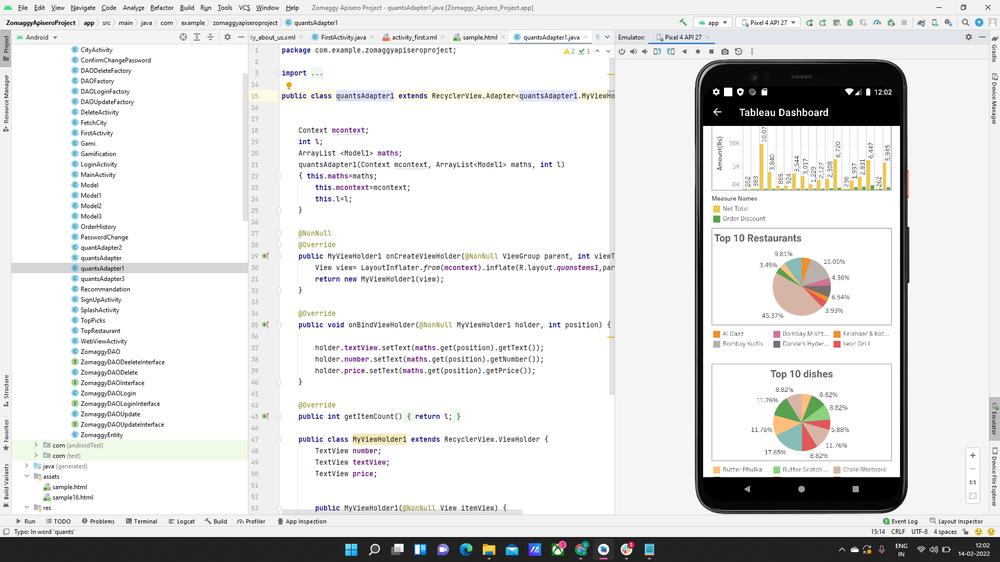 File Edit View Navigate Code Analyze Refactor Build Run Tools VCS Window Help Zomaggy Apisero Project - quantsAdapter1.java [Zomaggy_Apisero_Project.app]
ZomaggyApiseroProject app src main java com example zomaggyapiseroproject quantsAdapter1 app Pixel 4 API 27
Android
ity_about_us.xml FirstActivity.java activity_first.xml sample.html quantsAdapter1.java
Emulator: Pixel 4 API 27
Project
Resource Manager
Structure
Favorites
Build Variants
CityActivity
ConfirmChangePassword
DAODeleteFactory
DAOFactory
DAOLoginFactory
DAOUpdateFactory
DeleteActivity
FetchCity
FirstActivity
Gami
Gamification
LoginActivity
MainActivity
Model
Model1
Model2
Model3
OrderHistory
PasswordChange
quantAdapter2
quantsAdapter
quantsAdapter1
quantsAdapter3
Recommendation
SignUpActivity
SplashActivity
TopPicks
TopRestaurant
WebViewActivity
ZomaggyDAO
ZomaggyDAODeeleteInterface
ZomaggyDAODelete
ZomaggyDAOInterface
ZomaggyDAOLogin
ZomaggyDAOLoginInterface
ZomaggyDAOUpdate
ZomaggyDAOUpdateInterface
ZomaggyEntity
com (androidTest)
com (test)
java (generated)
assets
sample.html
sample16.html
res
2 3
1 package com.example.zomaggyapiseroproject;
2
3 import ...
14
15 public class quantsAdapter1 extends RecyclerView.Adapter<quantsAdapter1.MyViewHo
16
17
18 Context mcontext;
19 int l;
20 ArrayList <Model1> maths;
21 quantsAdapter1(Context mcontext, ArrayList<Model1> maths, int l)
22 { this.maths=maths;
23 this.mcontext=mcontext;
24 this.l=l;
25 }
26
27 @NonNull
28 @Override
29 public MyViewHolder1 onCreateViewHolder(@NonNull ViewGroup parent, int viewT
30 View view= LayoutInflater.from(mcontext).inflate(R.layout.quanstems1,par
31 return new MyViewHolder1(view);
32 }
33
34 @Override
35 public void onBindViewHolder(@NonNull MyViewHolder1 holder, int position) {
36
37 holder.textView.setText(maths.get(position).getText());
38 holder.number.setText(maths.get(position).getNumber());
39 holder.price.setText(maths.get(position).getPrice());
40 }
41
42 @Override
43 public int getItemCount() { return l; }
46
47 public class MyViewHolder1 extends RecyclerView.ViewHolder {
48 TextView number;
49 TextView textView;
50 TextView price;
51
52
53 public MyViewHolder1(@NonNull View itemView) {
12:02
Tableau Dashboard
Amount(Rs)
10K
5K
0K
202 383 10,07 3,840 865 924 3,544 3,017 1,229 2,127 2,308 6,720 236 1,997 2,831 6,447 262 5,945
Measure Names
Net Total
Order Discount
Top 10 Restaurants
9.81%
15.05%
3.49%
4.36%
6.54%
3.93%
45.37%
Al Daaz Bombay Misht... Falahaar & Kot...
Bombay Kulfis Dande's Hyder... Leon Grill
Top 10 dishes
8.82%
8.82%
11.76%
8.82%
11.76%
5.88%
11.76%
17.65%
8.82%
Butter Phulka Butter Scotch ... Chole Bhatoore
1:1
Gradle
Device Manager
Emulator
Device File Explorer
Run TODO Problems Terminal Logcat Build Profiler App Inspection 1 Event Log Layout Inspector
Typo: In word 'quants' 15:14 CRLF UTF-8 4 spaces
1 U 1
ENG
IN
12:02
14-02-2022